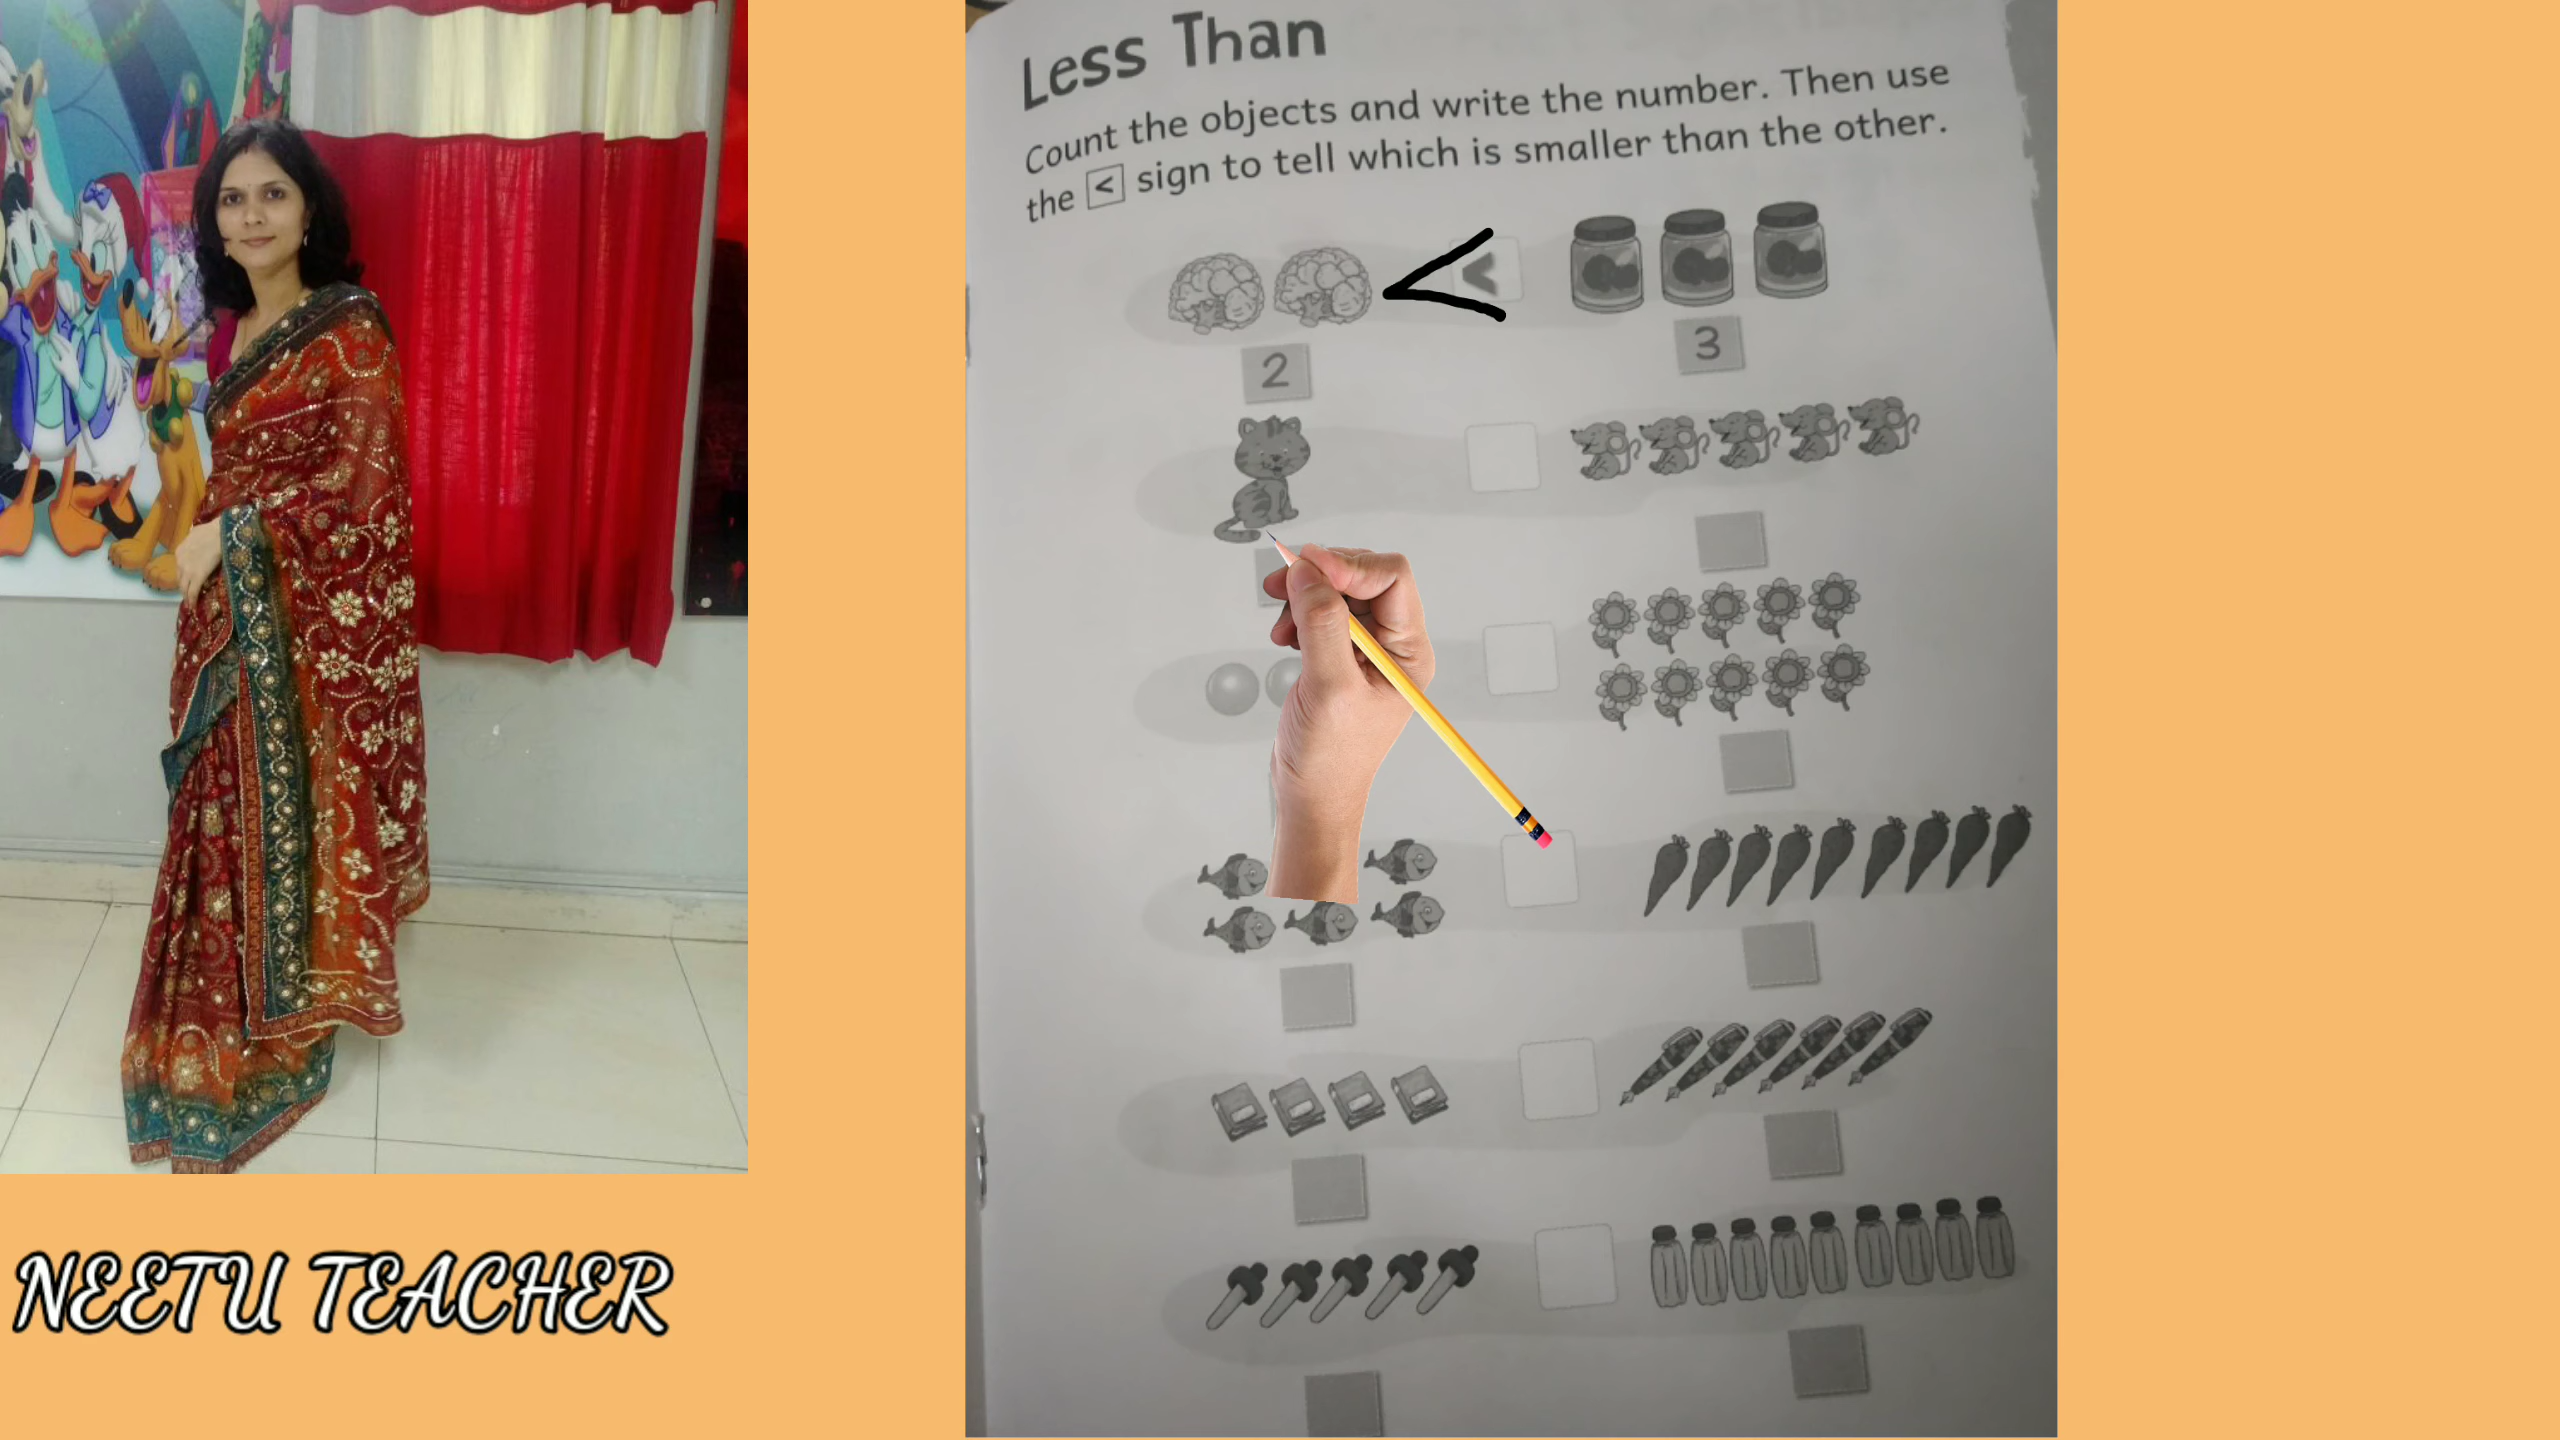 Less Than
Count the objects and write the number. Then use
the < sign to tell which is smaller than the other.
<
<
2
3
NEETU TEACHER